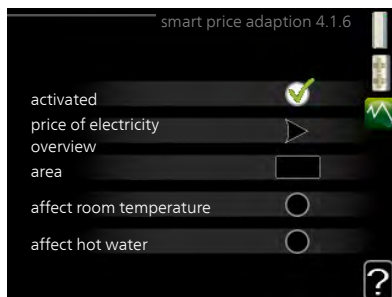 smart price adaption 4.1.6
activated
price of electricity
overview
area
affect room temperature
affect hot water
?